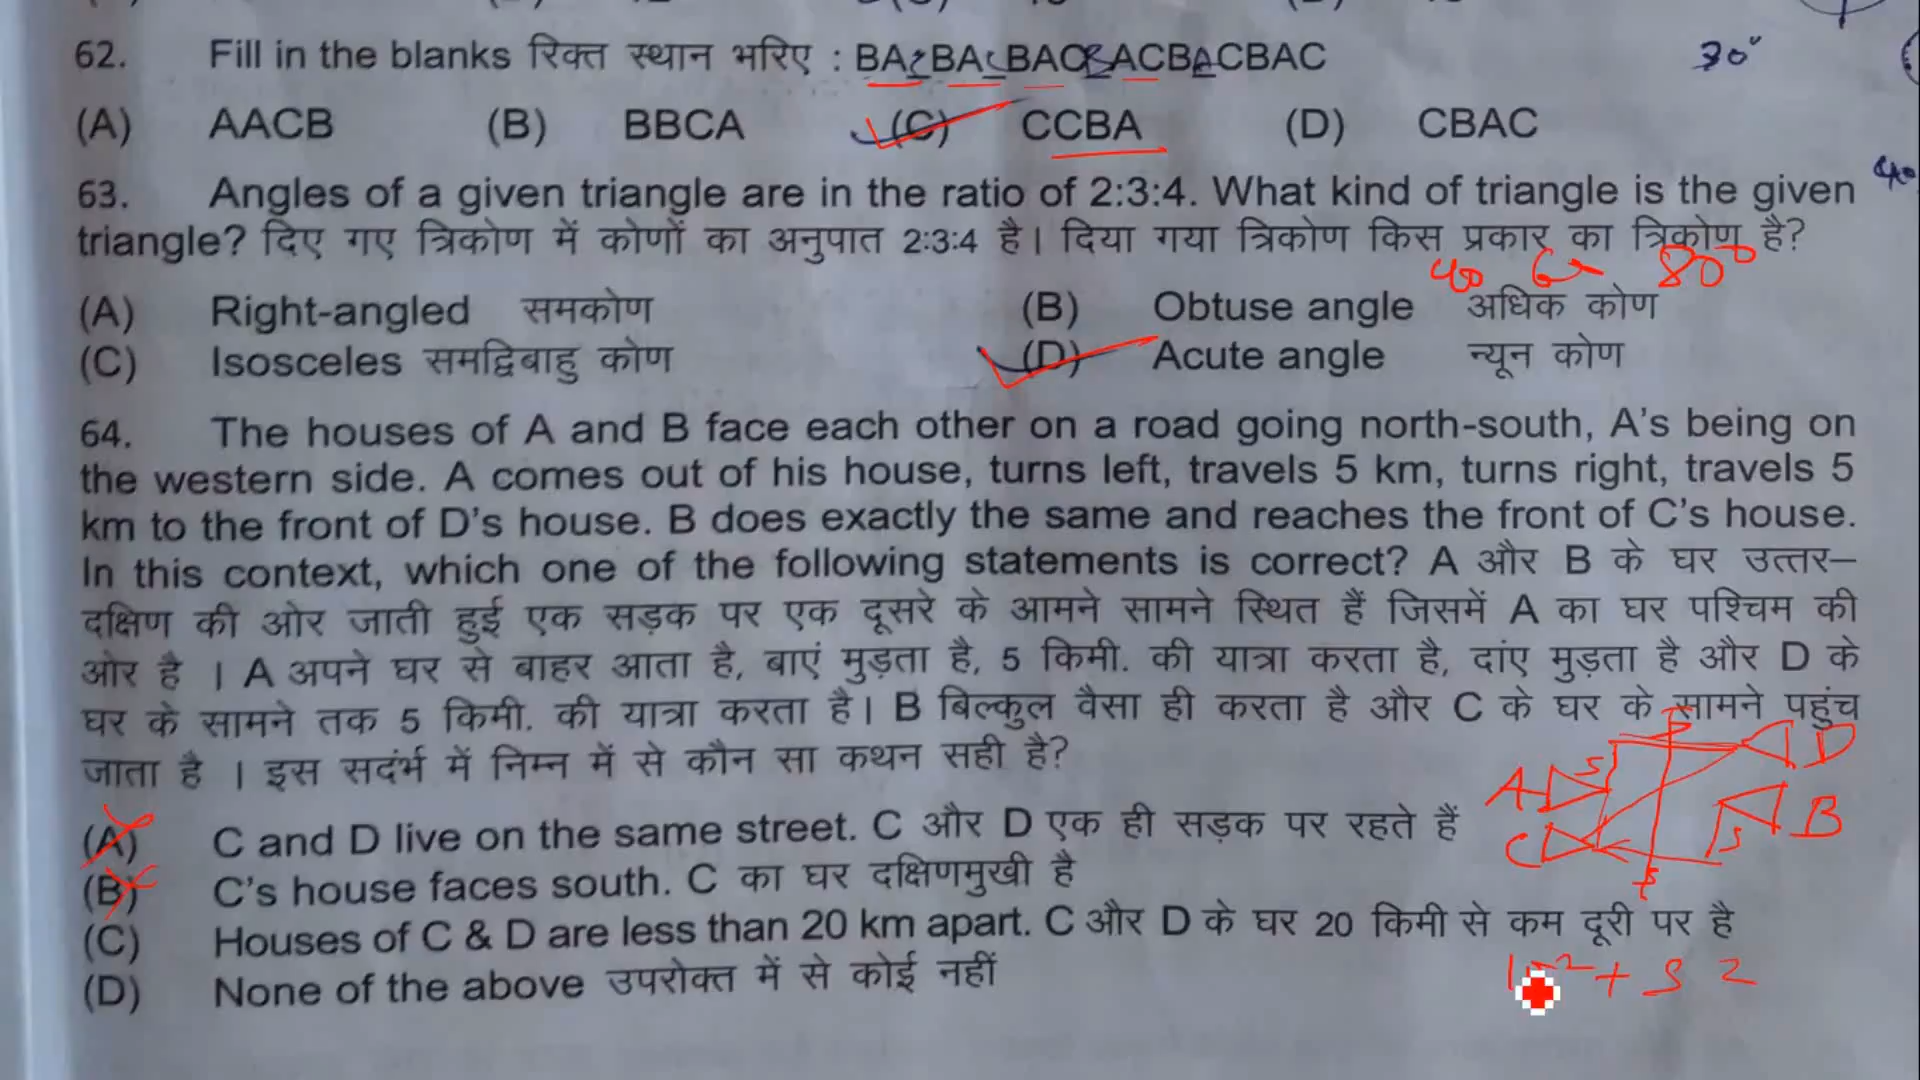 62. Fill in the blanks रिक्त स्थान भरिए : BA BA BAC ACB CBAC
(A) AACB (B) BBCA (C) CCBA (D) CBAC
30°
63. Angles of a given triangle are in the ratio of 2:3:4. What kind of triangle is the given
triangle? दिए गए त्रिकोण में कोणों का अनुपात 2:3:4 है। दिया गया त्रिकोण किस प्रकार का त्रिकोण है?
80°
(A) Right-angled समकोण (B) Obtuse angle अधिक कोण
(C) Isosceles समद्विबाहु कोण (D) Acute angle न्यून कोण
64. The houses of A and B face each other on a road going north-south, A's being on
the western side. A comes out of his house, turns left, travels 5 km, turns right, travels 5
km to the front of D's house. B does exactly the same and reaches the front of C's house.
In this context, which one of the following statements is correct? A और B के घर उत्तर–
दक्षिण की ओर जाती हुई एक सड़क पर एक दूसरे के आमने सामने स्थित हैं जिसमें A का घर पश्चिम की
ओर है । A अपने घर से बाहर आता है, बाएं मुड़ता है, 5 किमी. की यात्रा करता है, दांए मुड़ता है और D के
घर के सामने तक 5 किमी. की यात्रा करता है। B बिल्कुल वैसा ही करता है और C के घर के सामने पहुंच
जाता है । इस सदंर्भ में निम्न में से कौन सा कथन सही है?
A 5 D
C 5 B
(A) C and D live on the same street. C और D एक ही सड़क पर रहते हैं
(B) C's house faces south. C का घर दक्षिणमुखी है
(C) Houses of C & D are less than 20 km apart. C और D के घर 20 किमी से कम दूरी पर है
(D) None of the above उपरोक्त में से कोई नहीं